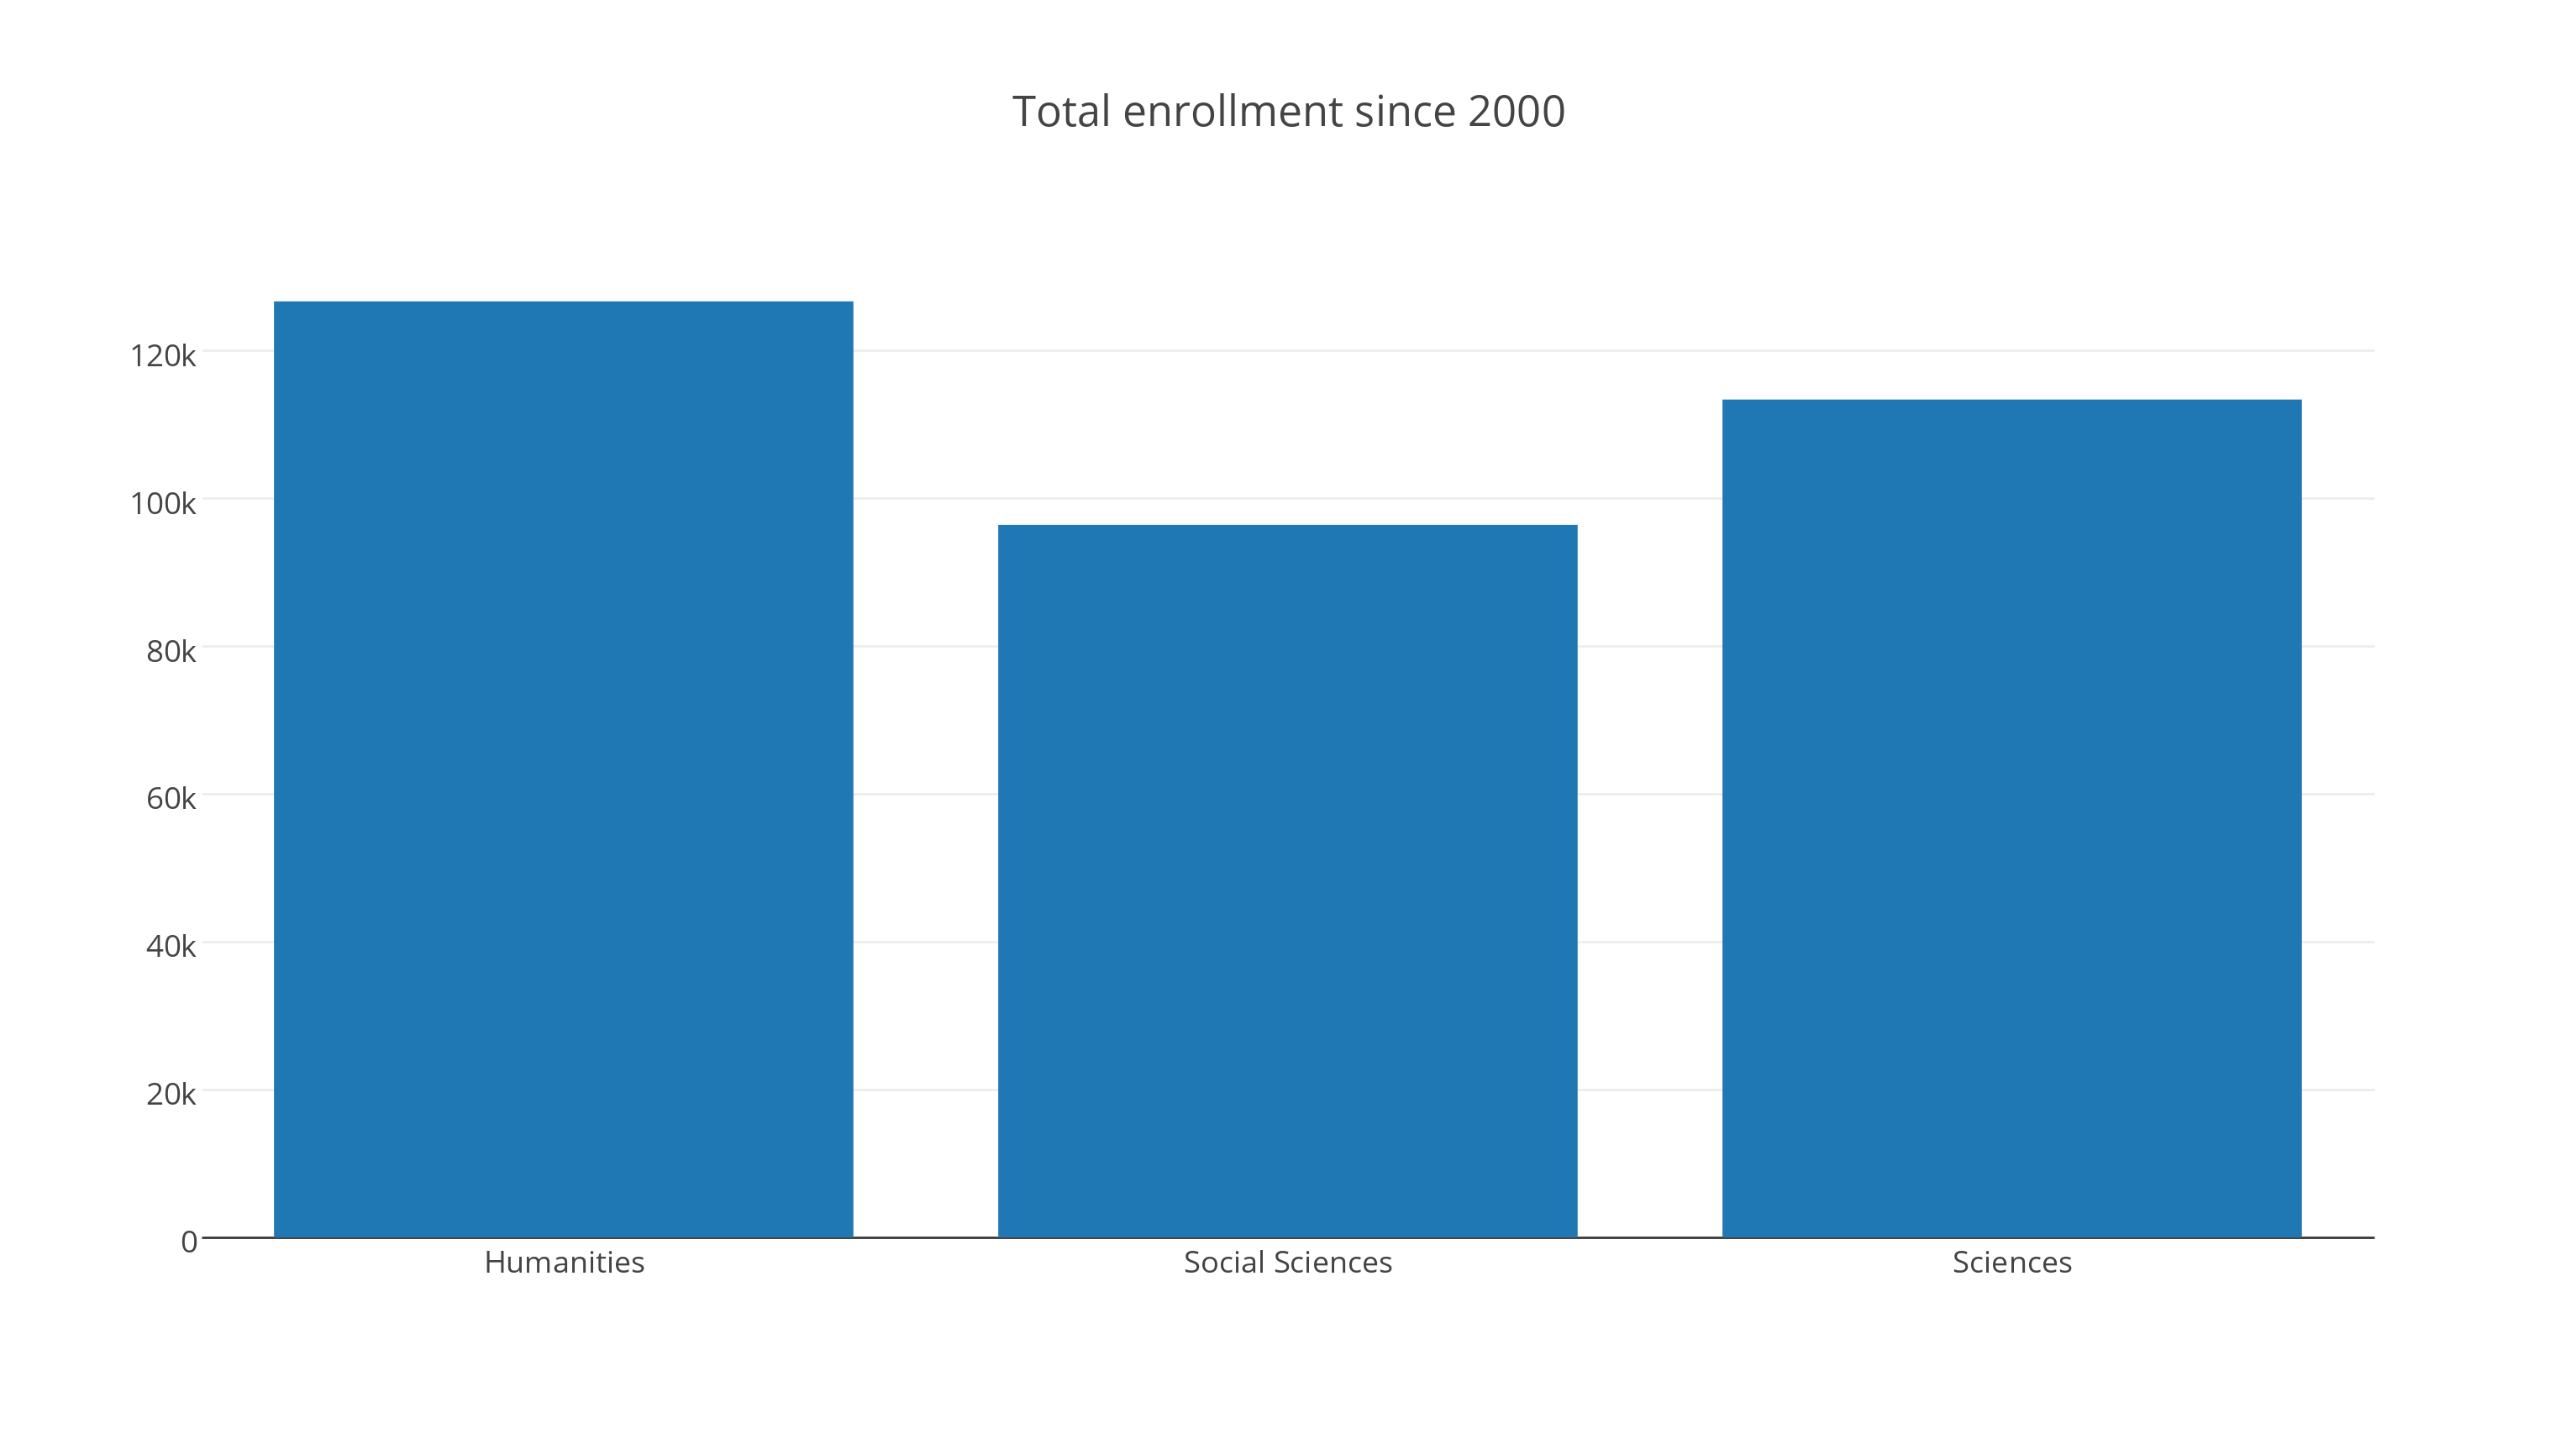 Total enrollment since 2000
120k
100k
80k
60k
40k
20k
0
Humanities
Social Sciences
Sciences